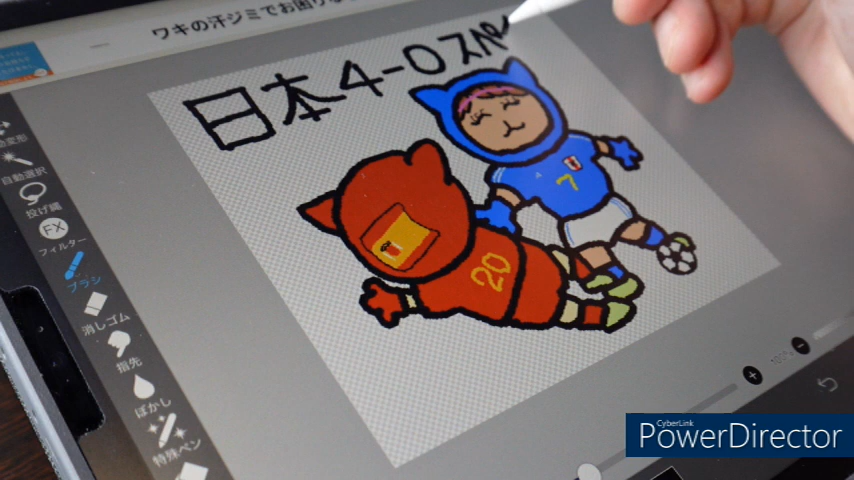 ワキの汗ジミでお困りな
日本4-0スペ
7
20
自動選択
投げ縄
FX
フィルター
ブラシ
消しゴム
指先
ぼかし
特殊ペン
CyberLink
PowerDirector